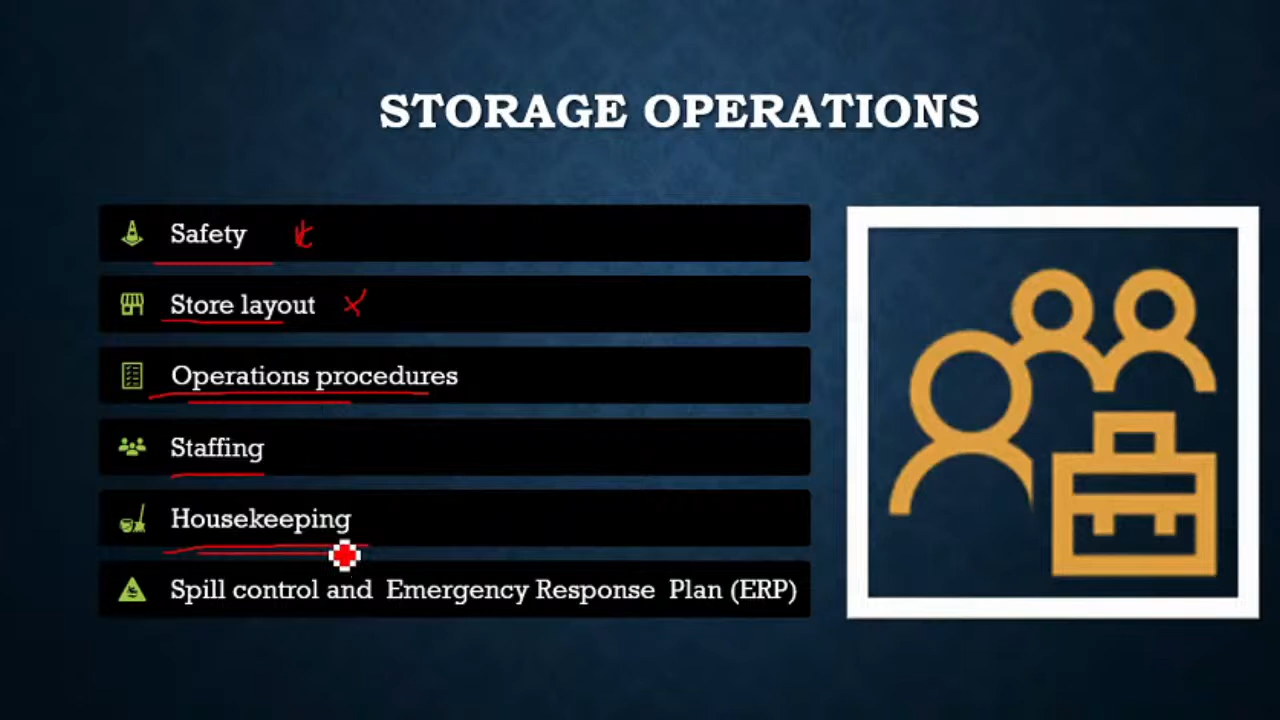 STORAGE OPERATIONS
Safety
Store layout
Operations procedures
Staffing
Housekeeping
Spill control and Emergency Response Plan (ERP)